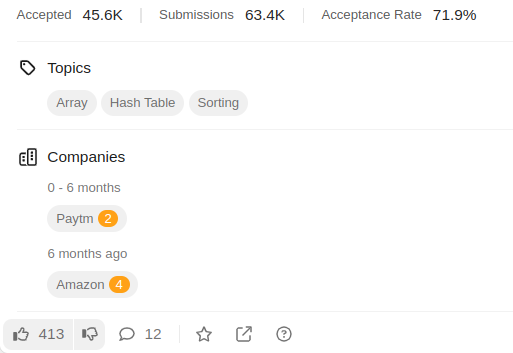 Accepted 45.6K Submissions 63.4K Acceptance Rate 71.9%
Topics
Array Hash Table Sorting
Companies
0 - 6 months
Paytm 2
6 months ago
Amazon 4
413 12